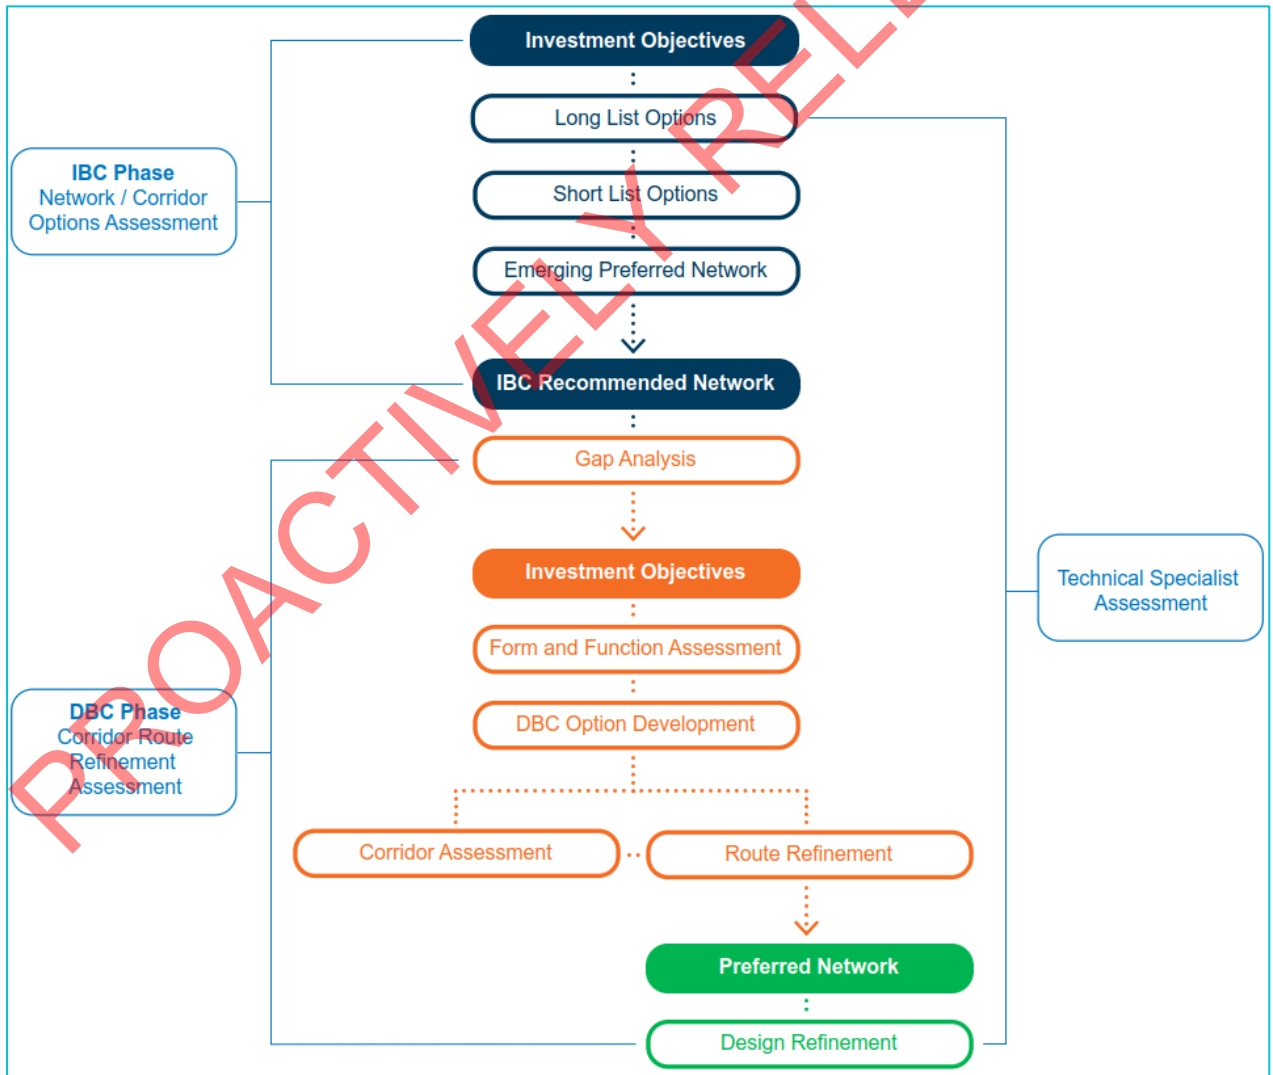 Investment Objectives
Long List Options
IBC Phase
Network / Corridor
Options Assessment
Short List Options
Emerging Preferred Network
IBC Recommended Network
Gap Analysis
Investment Objectives
Technical Specialist
Assessment
Form and Function Assessment
DBC Phase
Corridor Route
Refinement
Assessment
DBC Option Development
Corridor Assessment
Route Refinement
Preferred Network
Design Refinement
PROACTIVELY REL